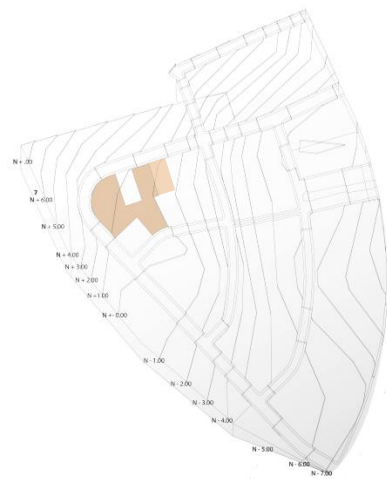 N + .00
7
N + 6.00
N + 5.00
N + 4.00
N + 3.00
N + 2.00
N +1.00
N +- 0.00
N - 1.00
N - 2.00
N - 3.00
N - 4.00
N - 5.00
N - 6.00
N - 7.00